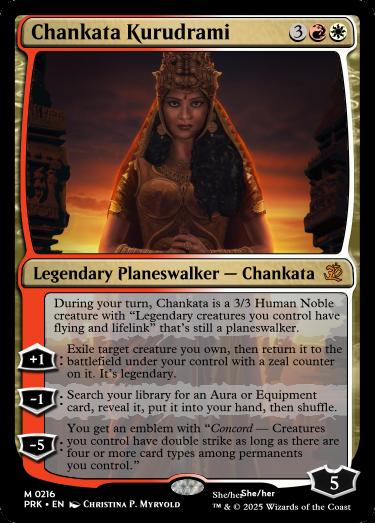 Chankata Kurudrami 3
Legendary Planeswalker — Chankata
During your turn, Chankata is a 3/3 Human Noble
creature with “Legendary creatures you control have
flying and lifelink” that’s still a planeswalker.
+1: Exile target creature you own, then return it to the
battlefield under your control with a zeal counter
on it. It’s legendary.
-1: Search your library for an Aura or Equipment
card, reveal it, put it into your hand, then shuffle.
-5: You get an emblem with “Concord — Creatures
you control have double strike as long as there are
four or more card types among permanents
you control.”
5
M 0216
PRK • EN Christina P. Myrvold
She/her She/her
™ & © 2025 Wizards of the Coast